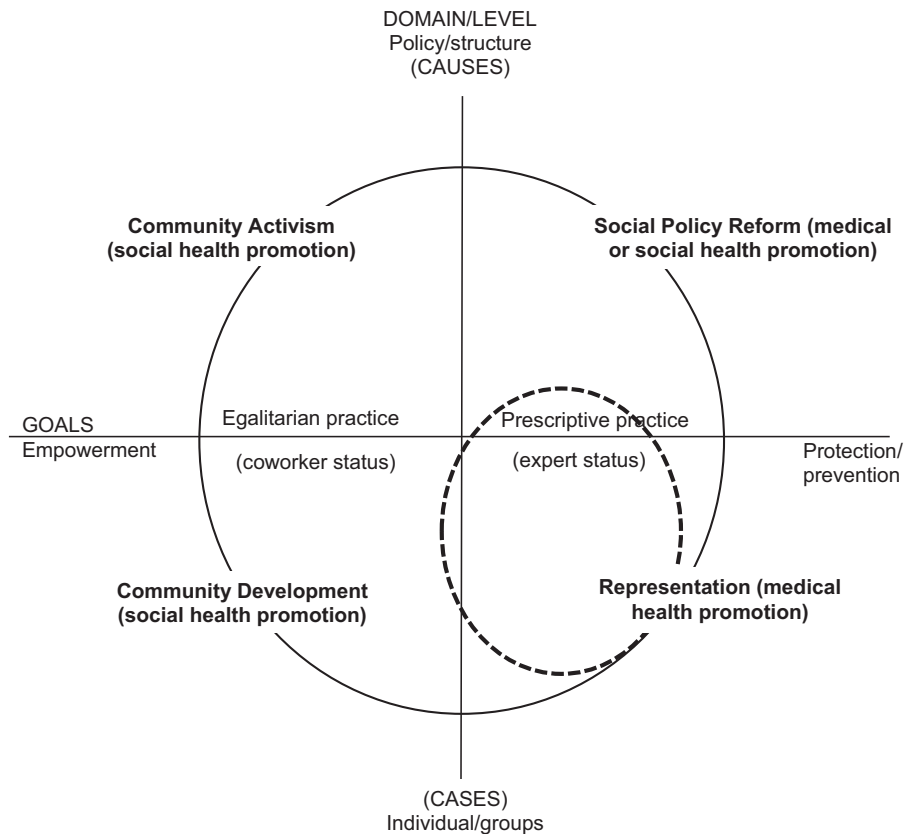 DOMAIN/LEVEL
Policy/structure
(CAUSES)
Community Activism
(social health promotion)
Social Policy Reform (medical
or social health promotion)
GOALS
Empowerment
Egalitarian practice
(coworker status)
Prescriptive practice
(expert status)
Protection/
prevention
Community Development
(social health promotion)
Representation (medical
health promotion)
(CASES)
Individual/groups